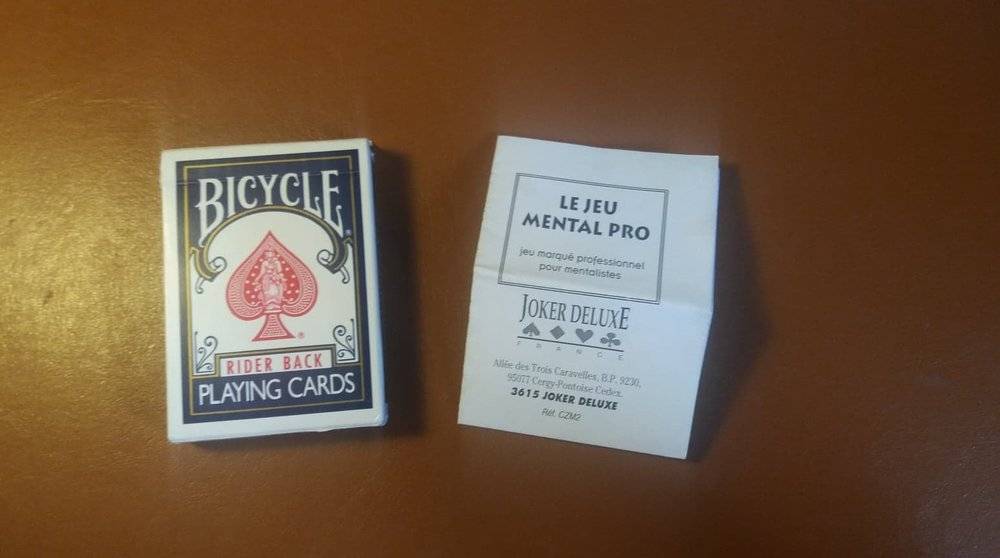 BICYCLE
®
®
RIDER BACK
PLAYING CARDS
LE JEU
MENTAL PRO
jeu marqué professionnel
pour mentalistes
JOKER DELUXE
FRANCE
Allée des Trois Caravelles, B.P. 9230,
95077 Cergy-Pontoise Cedex.
3615 JOKER DELUXE
Réf. CZM2